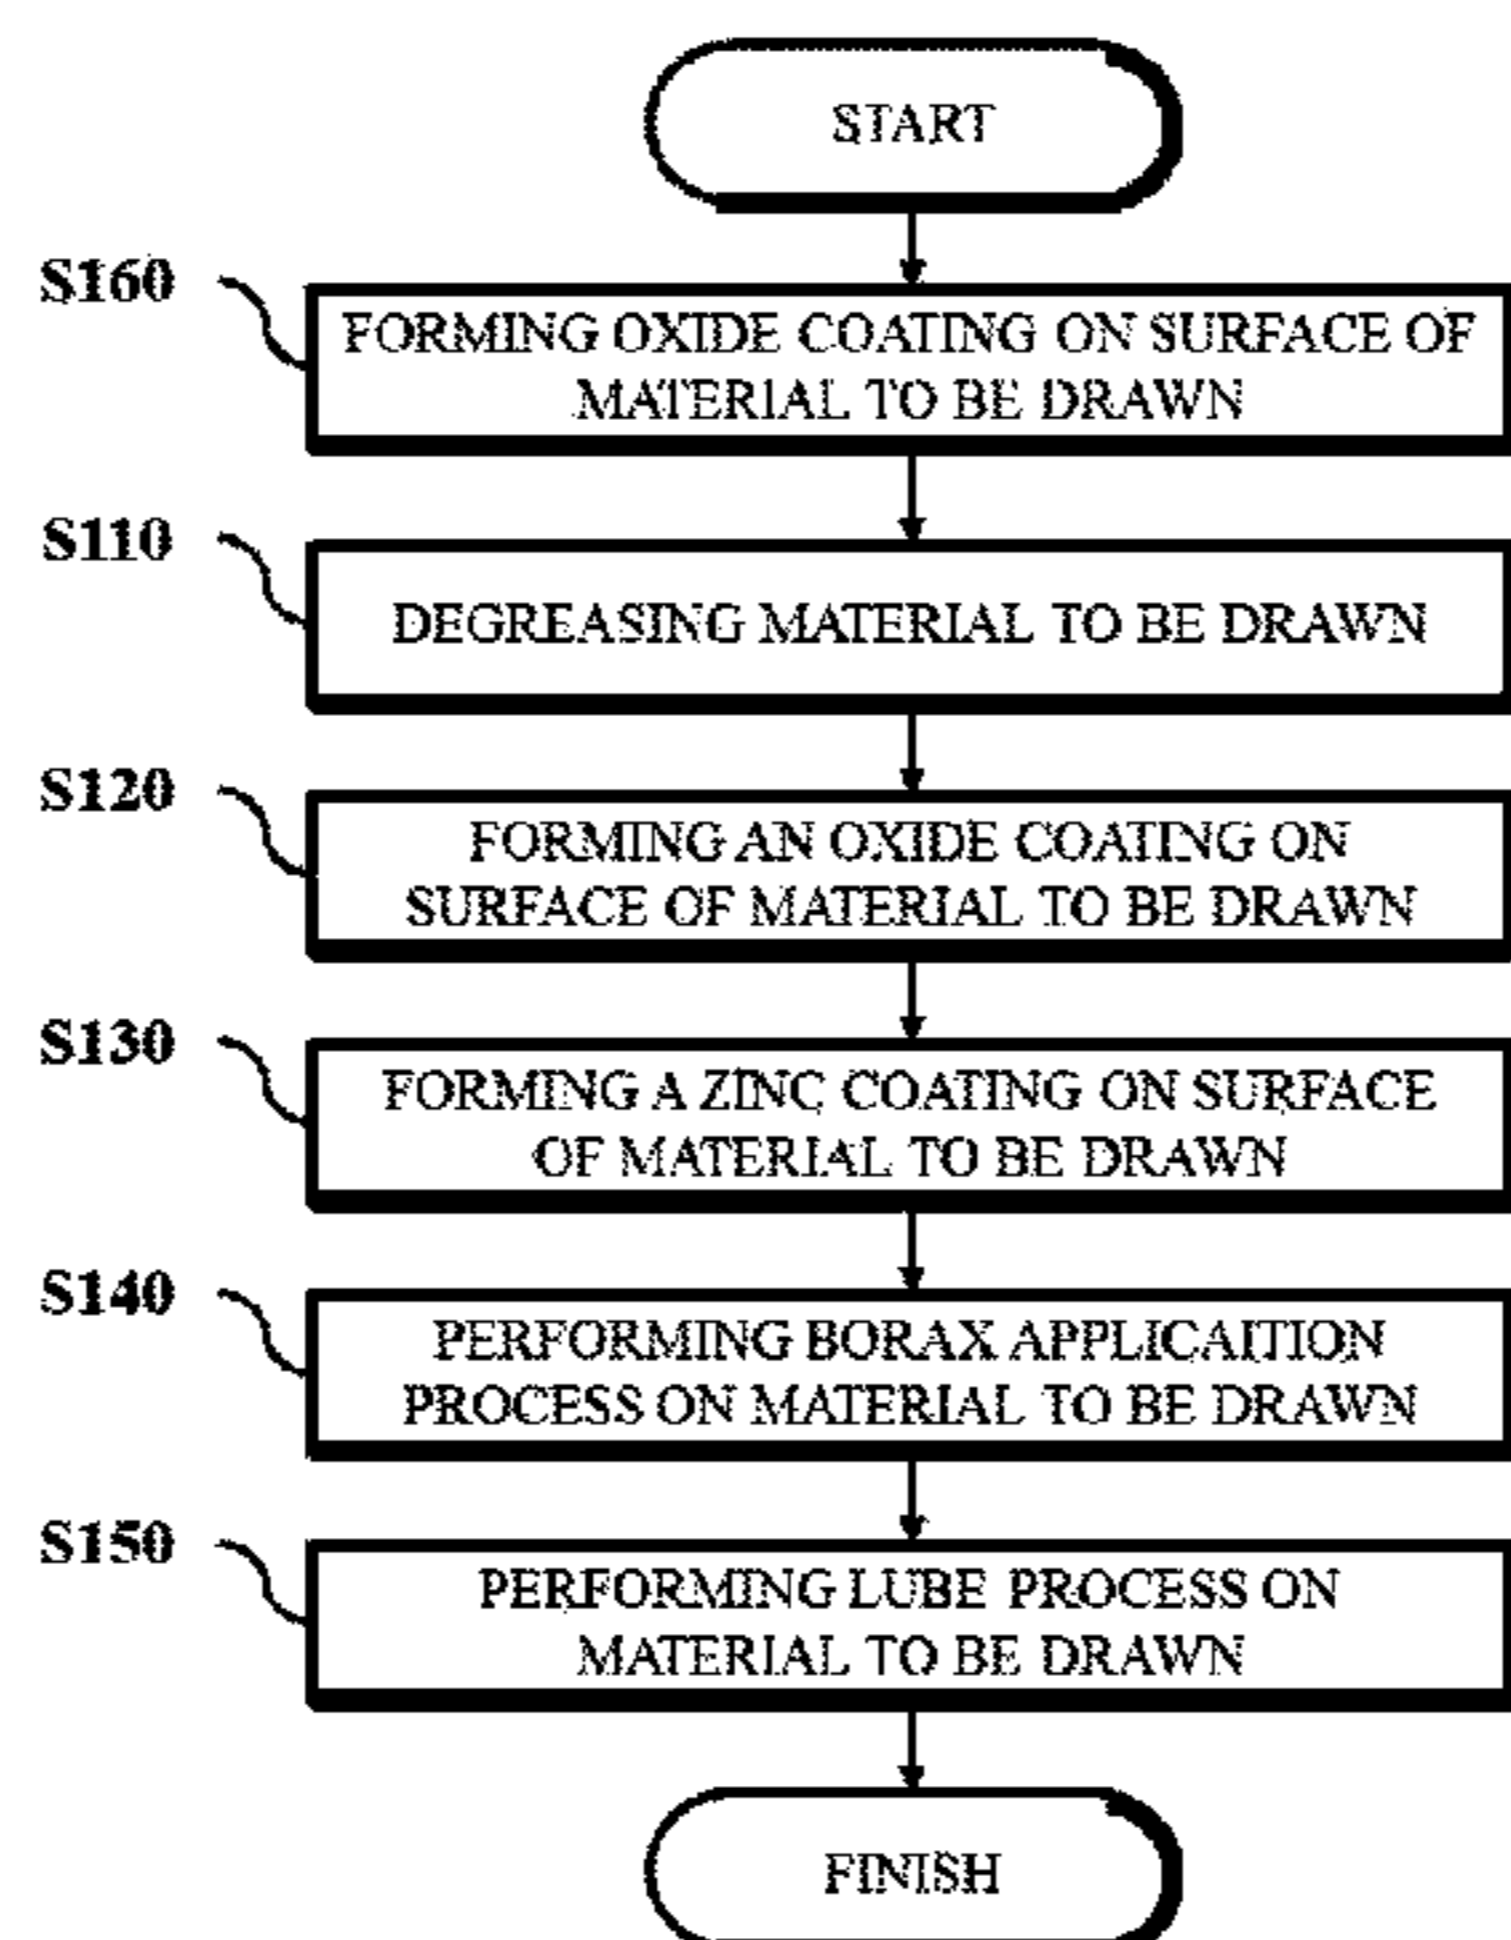 START
S160
FORMING OXIDE COATING ON SURFACE OF
MATERIAL TO BE DRAWN
S110
DEGREASING MATERIAL TO BE DRAWN
S120
FORMING AN OXIDE COATING ON
SURFACE OF MATERIAL TO BE DRAWN
S130
FORMING A ZINC COATING ON SURFACE
OF MATERIAL TO BE DRAWN
S140
PERFORMING BORAX APPLICAITION
PROCESS ON MATERIAL TO BE DRAWN
S150
PERFORMING LUBE PROCESS ON
MATERIAL TO BE DRAWN
FINISH